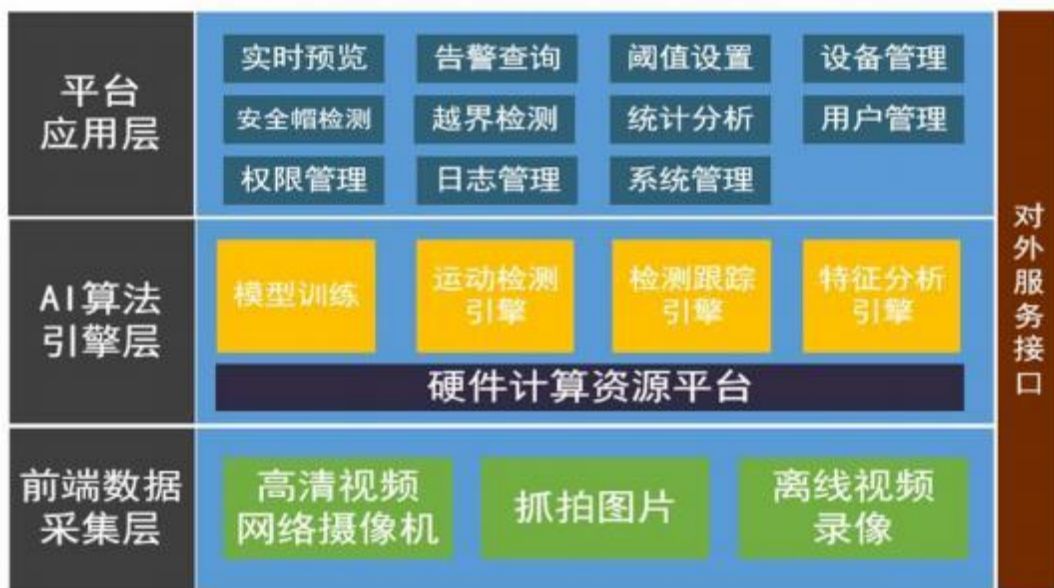 平台
应用层
实时预览
告警查询
阈值设置
设备管理
安全帽检测
越界检测
统计分析
用户管理
权限管理
日志管理
系统管理
AI算法
引擎层
模型训练
运动检测
引擎
检测跟踪
引擎
特征分析
引擎
硬件计算资源平台
前端数据
采集层
高清视频
网络摄像机
抓拍图片
离线视频
录像
对外服务接口